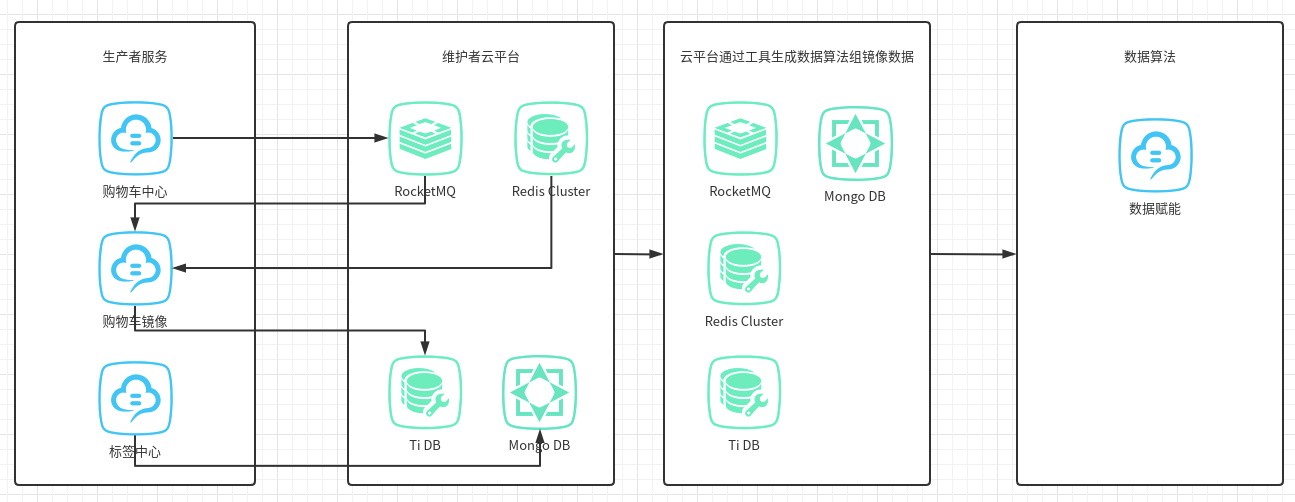 生产者服务
购物车中心
购物车镜像
标签中心
维护者云平台
RocketMQ
Redis Cluster
Ti DB
Mongo DB
云平台通过工具生成数据算法组镜像数据
RocketMQ
Mongo DB
Redis Cluster
Ti DB
数据算法
数据赋能